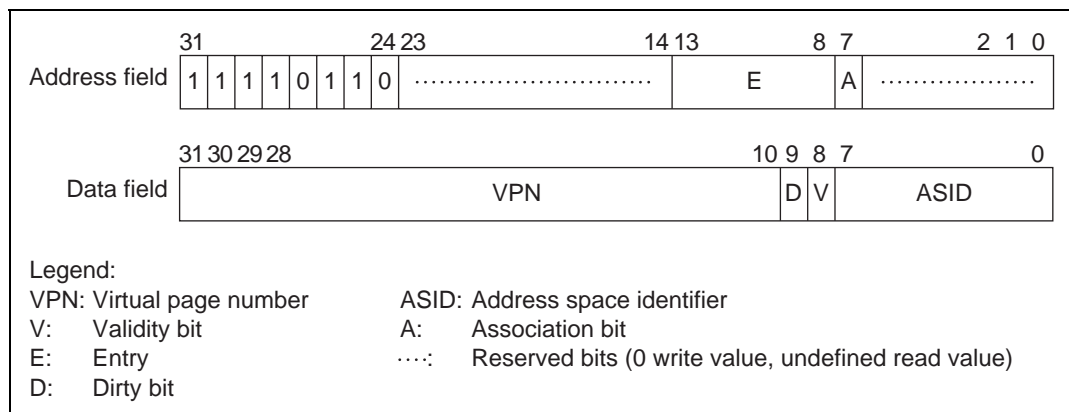 31 24 23 14 13 8 7 2 1 0
Address field 1 1 1 1 0 1 1 0 ............................. E A ...................
31 30 29 28 10 9 8 7 0
Data field VPN D V ASID
Legend:
VPN: Virtual page number ASID: Address space identifier
V: Validity bit A: Association bit
E: Entry ....: Reserved bits (0 write value, undefined read value)
D: Dirty bit